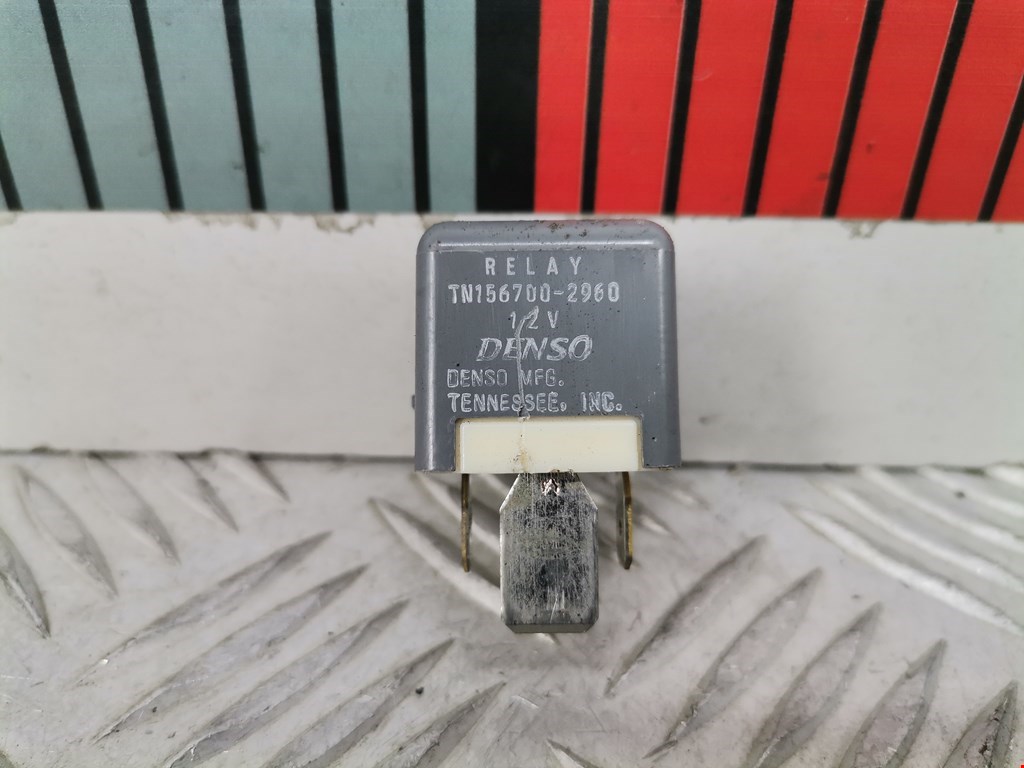 RELAY
TN156700-2960
12V
DENSO
DENSO MFG.
TENNESSEE, INC.